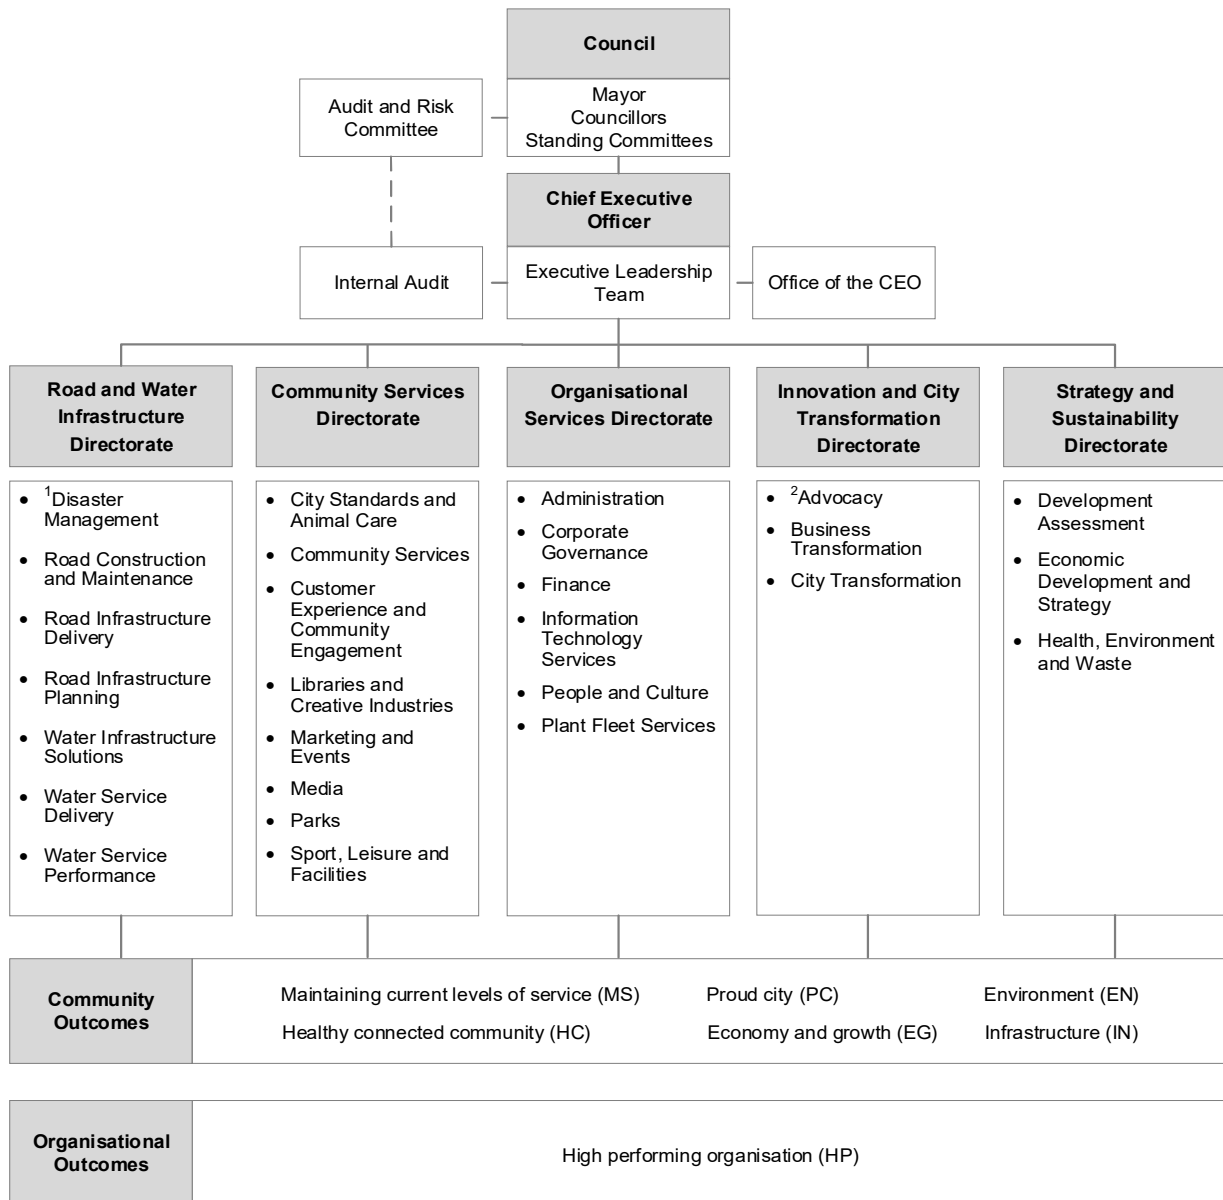 Council
Audit and Risk
Committee
Mayor
Councillors
Standing Committees
Chief Executive
Officer
Internal Audit
Executive Leadership
Team
Office of the CEO
Road and Water
Infrastructure
Directorate
Community Services
Directorate
Organisational
Services Directorate
Innovation and City
Transformation
Directorate
Strategy and
Sustainability
Directorate
• ¹Disaster
Management
• Road Construction
and Maintenance
• Road Infrastructure
Delivery
• Road Infrastructure
Planning
• Water Infrastructure
Solutions
• Water Service
Delivery
• Water Service
Performance
• City Standards and
Animal Care
• Community Services
• Customer
Experience and
Community
Engagement
• Libraries and
Creative Industries
• Marketing and
Events
• Media
• Parks
• Sport, Leisure and
Facilities
• Administration
• Corporate
Governance
• Finance
• Information
Technology
Services
• People and Culture
• Plant Fleet Services
• ²Advocacy
• Business
Transformation
• City Transformation
• Development
Assessment
• Economic
Development and
Strategy
• Health, Environment
and Waste
Community
Outcomes
Maintaining current levels of service (MS)
Proud city (PC)
Environment (EN)
Healthy connected community (HC)
Economy and growth (EG)
Infrastructure (IN)
Organisational
Outcomes
High performing organisation (HP)